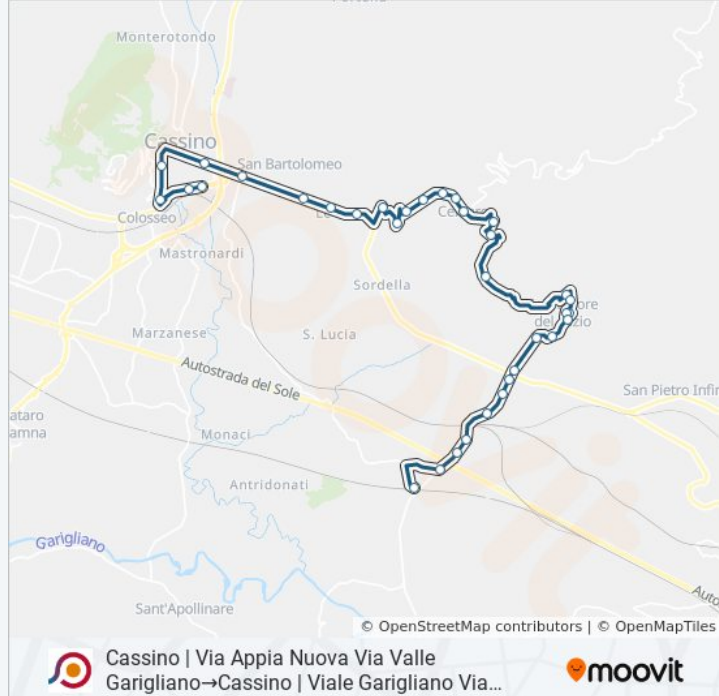 Monterotondo
Cassino
San Bartolomeo
Colosseo
Mastronardi
Sordella
S. Lucia
Marzanese
Autostrada del Sole
San Pietro Infin
Monaci
Antridonati
Garigliano
Sant'Apollinare
© OpenStreetMap contributors | © OpenMapTiles
Cassino | Via Appia Nuova Via Valle
Garigliano→Cassino | Viale Garigliano Via…
moovit